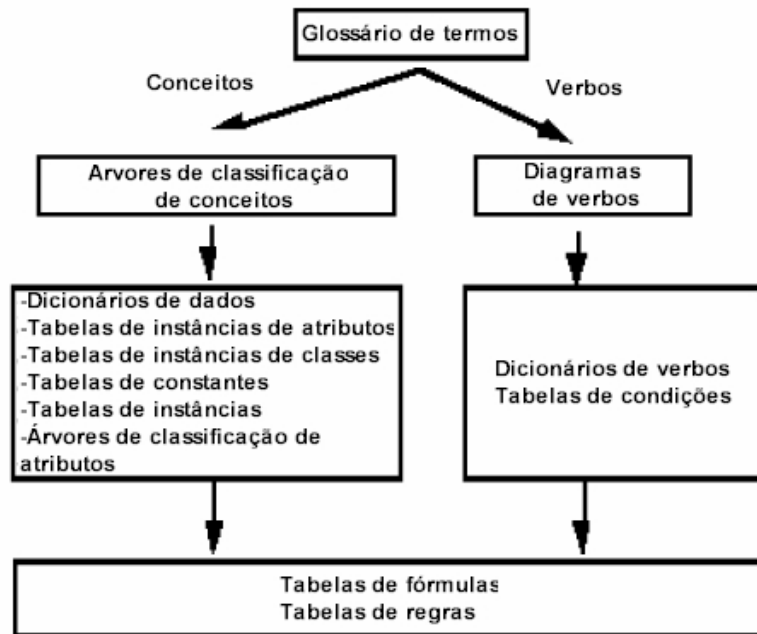 Glossário de termos
Conceitos
Verbos
Arvores de classificação
de conceitos
Diagramas
de verbos
-Dicionários de dados
-Tabelas de instâncias de atributos
-Tabelas de instâncias de classes
-Tabelas de constantes
-Tabelas de instâncias
-Árvores de classificação de
atributos
Dicionários de verbos
Tabelas de condições
Tabelas de fórmulas
Tabelas de regras